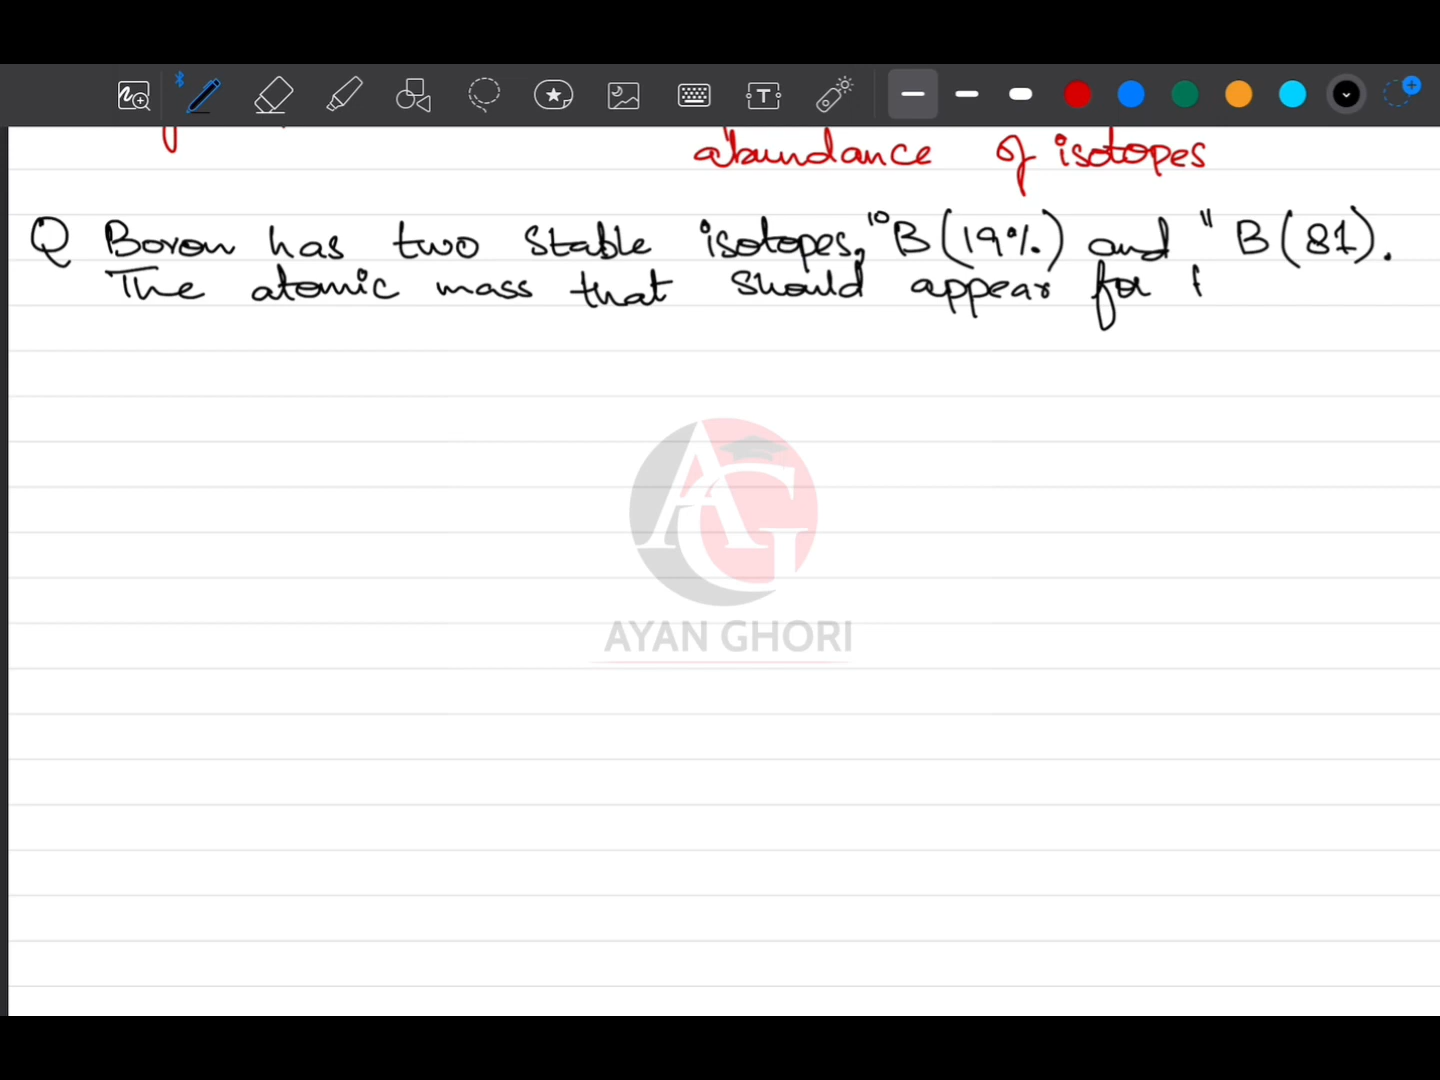 abundance of isotopes
Q Boron has two stable isotopes, ¹⁰B (19%) and ¹¹B (81).
The atomic mass that should appear for
AG
AYAN GHORI